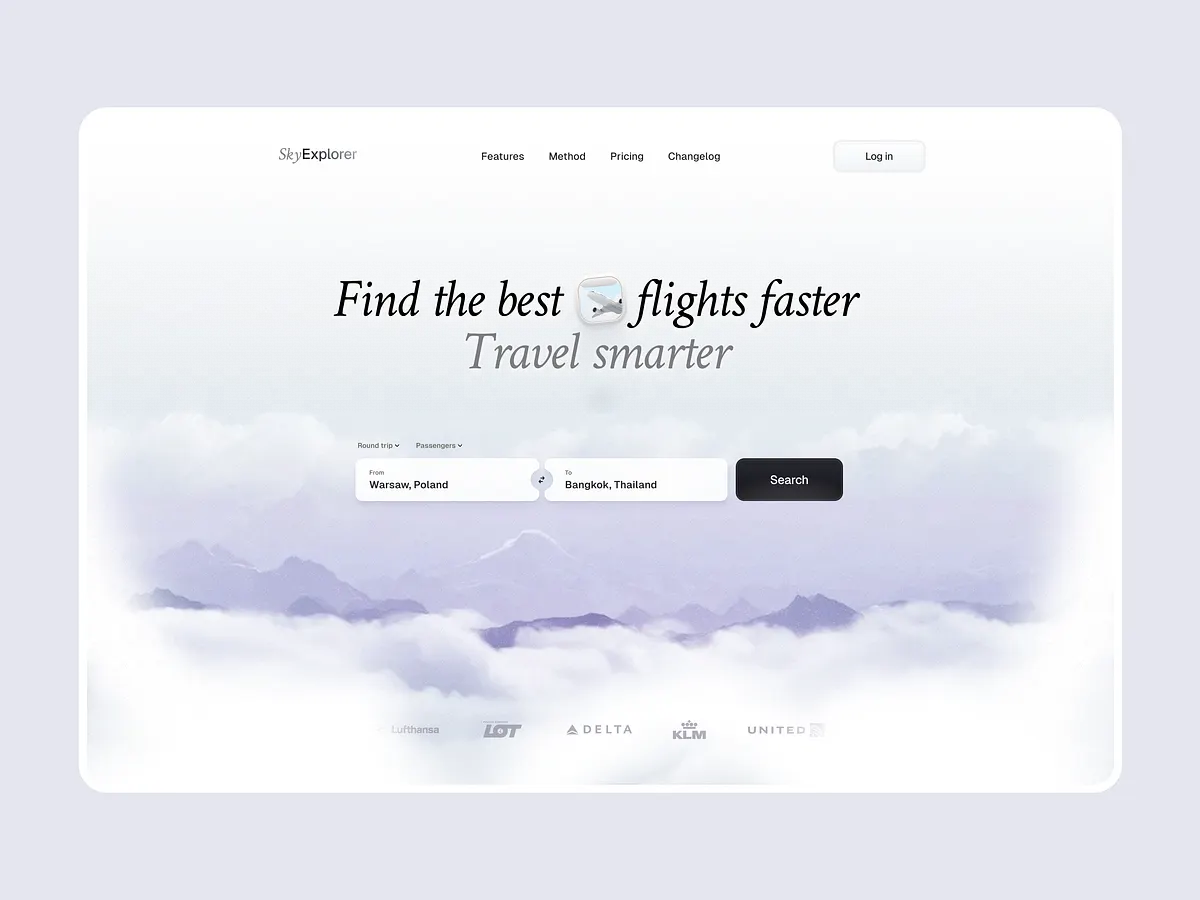 SkyExplorer
Features Method Pricing Changelog
Log in
Find the best flights faster
Travel smarter
Round trip Passengers
From
Warsaw, Poland
To
Bangkok, Thailand
Search
Lufthansa LOT DELTA KLM UNITED